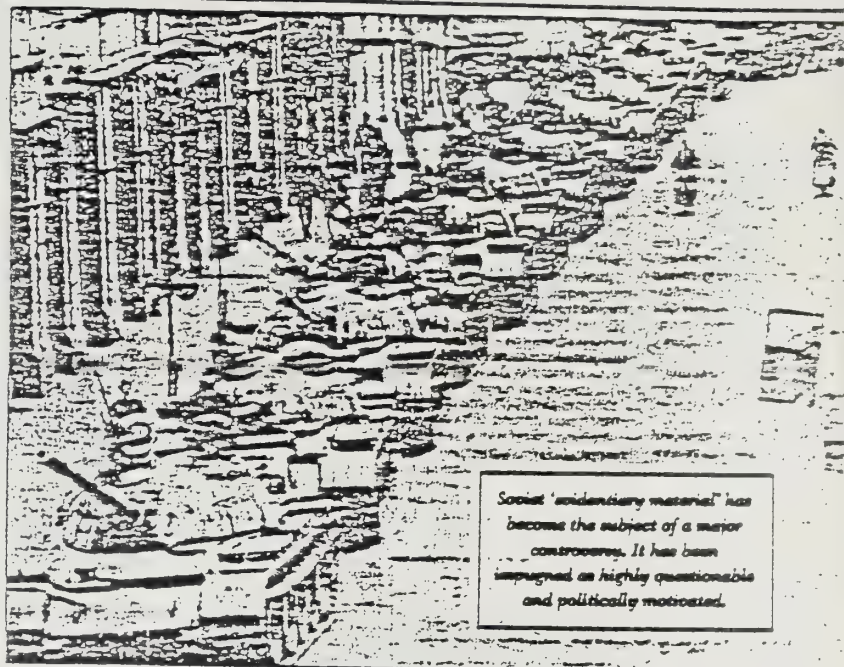 Soviet 'evidentiary material' has
become the subject of a major
controversy. It has been
impugned as highly questionable
and politically motivated.